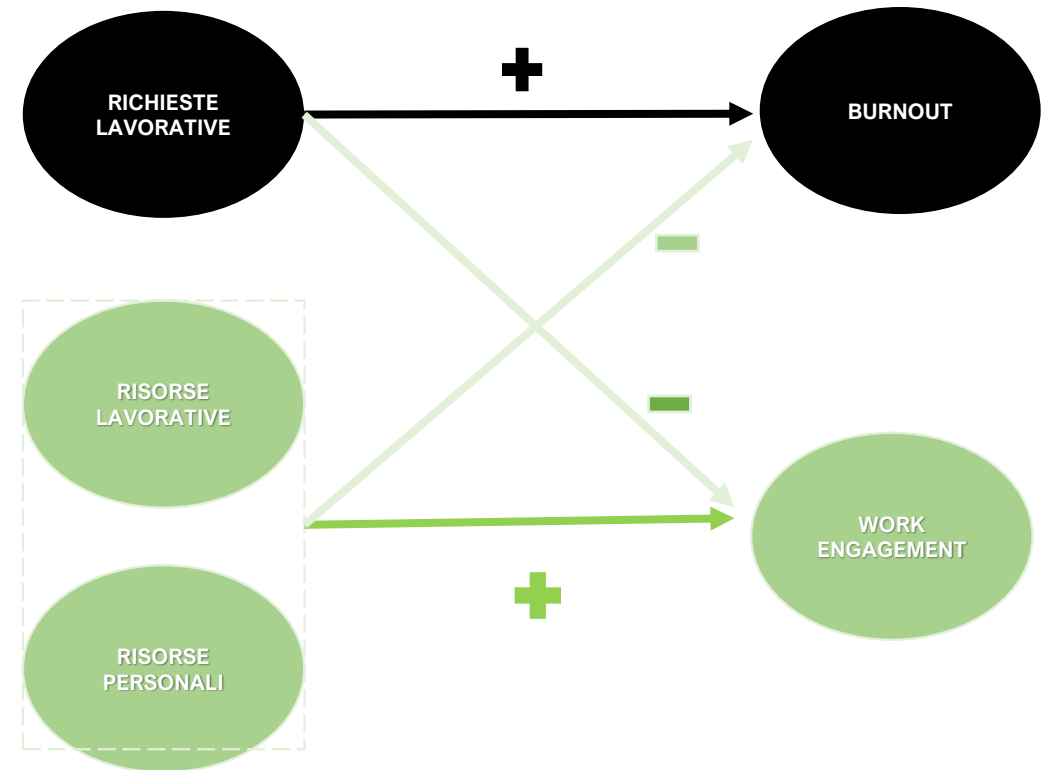 RICHIESTE
LAVORATIVE
BURNOUT
RISORSE
LAVORATIVE
WORK
ENGAGEMENT
RISORSE
PERSONALI